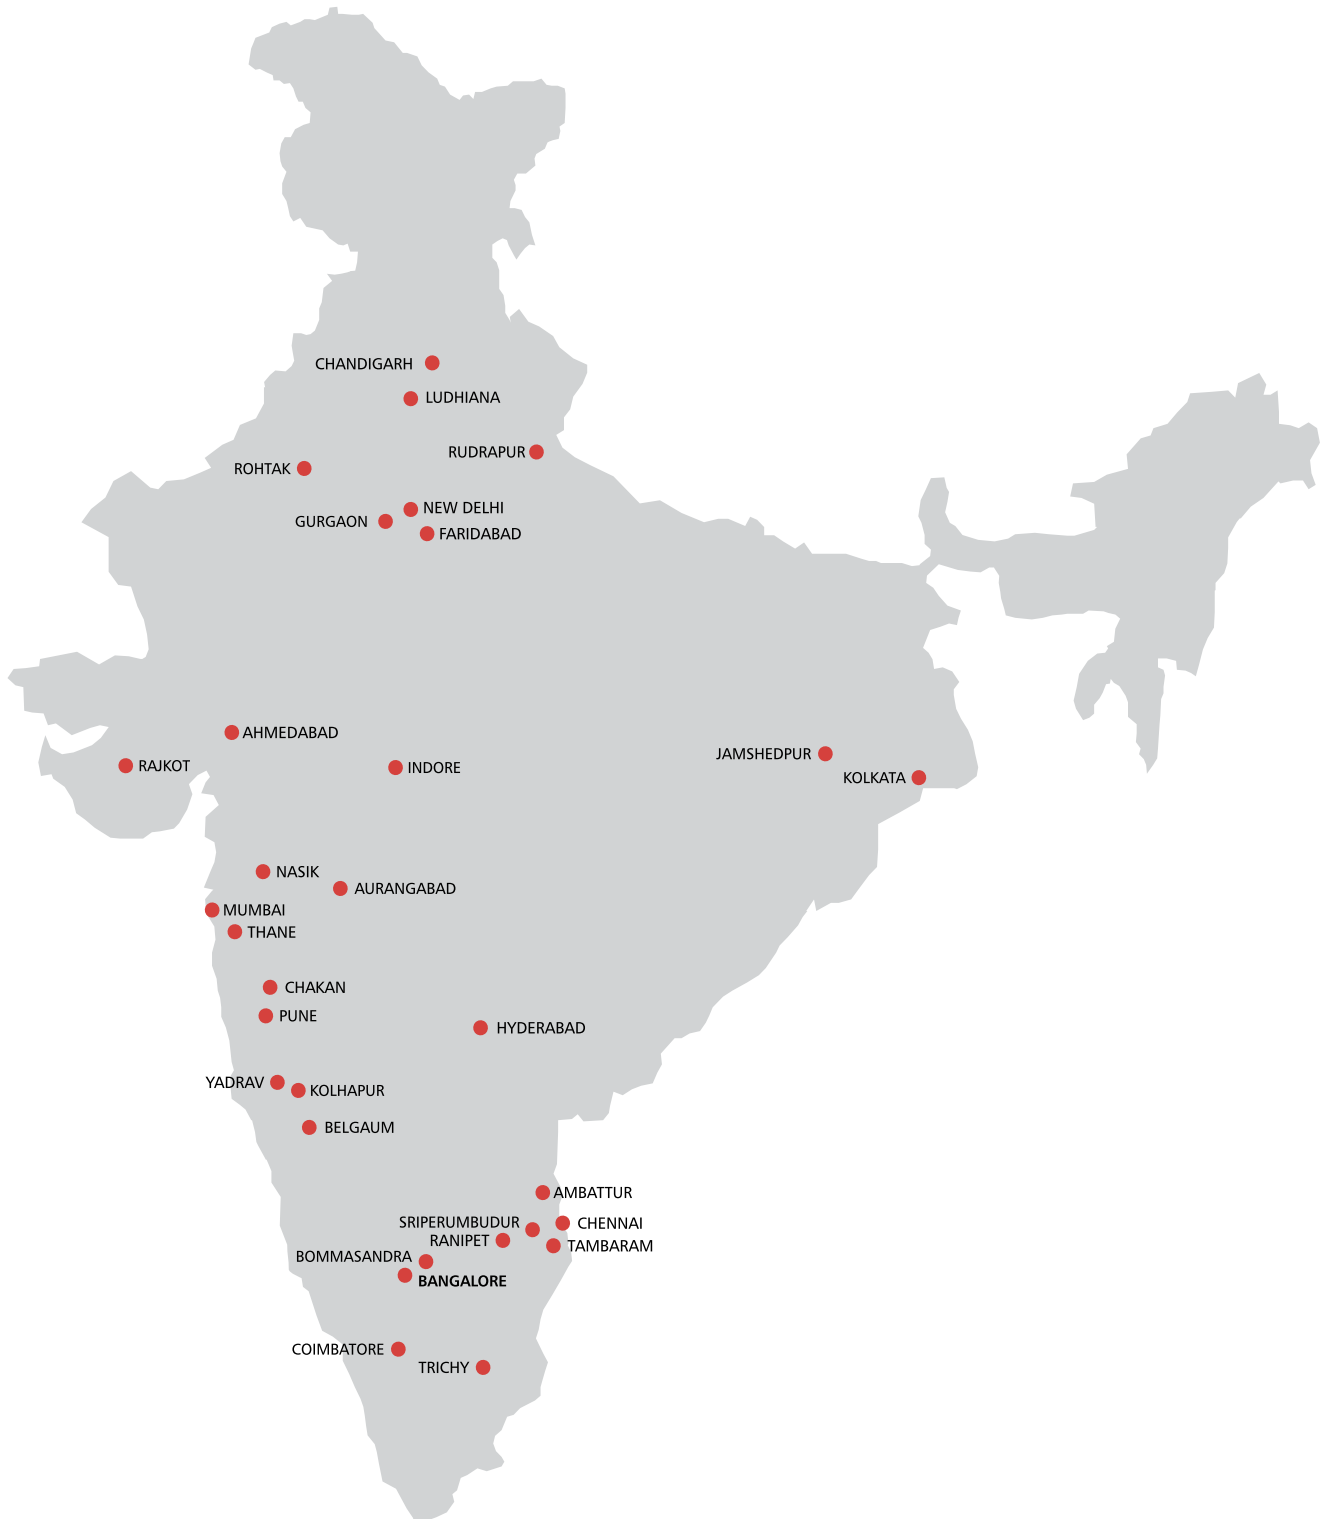 CHANDIGARH
LUDHIANA
RUDRAPUR
ROHTAK
NEW DELHI
GURGAON
FARIDABAD
AHMEDABAD
JAMSHEDPUR
RAJKOT
INDORE
KOLKATA
NASIK
AURANGABAD
MUMBAI
THANE
CHAKAN
PUNE
HYDERABAD
YADRAV
KOLHAPUR
BELGAUM
AMBATTUR
SRIPERUMBUDUR
CHENNAI
RANIPET
TAMBARAM
BOMMASANDRA
BANGALORE
COIMBATORE
TRICHY